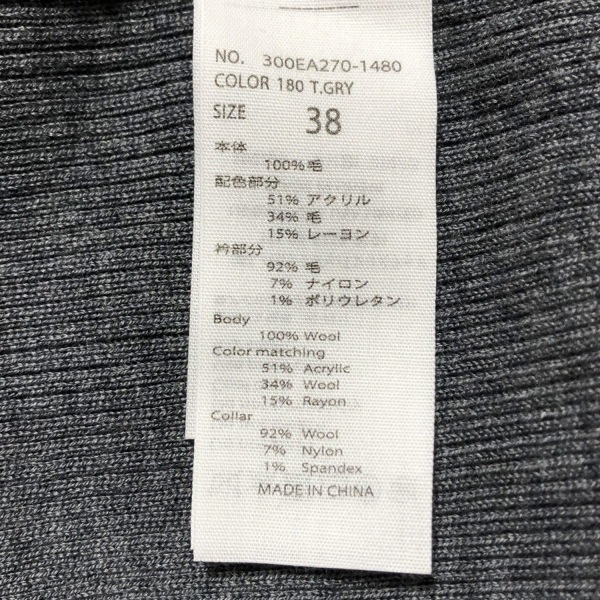 NO. 300EA270-1480
COLOR 180 T.GRY
SIZE 38
本体
100% 毛
配色部分
51% アクリル
34% 毛
15% レーヨン
衿部分
92% 毛
7% ナイロン
1% ポリウレタン
Body
100% Wool
Color matching
51% Acrylic
34% Wool
15% Rayon
Collar
92% Wool
7% Nylon
1% Spandex
MADE IN CHINA